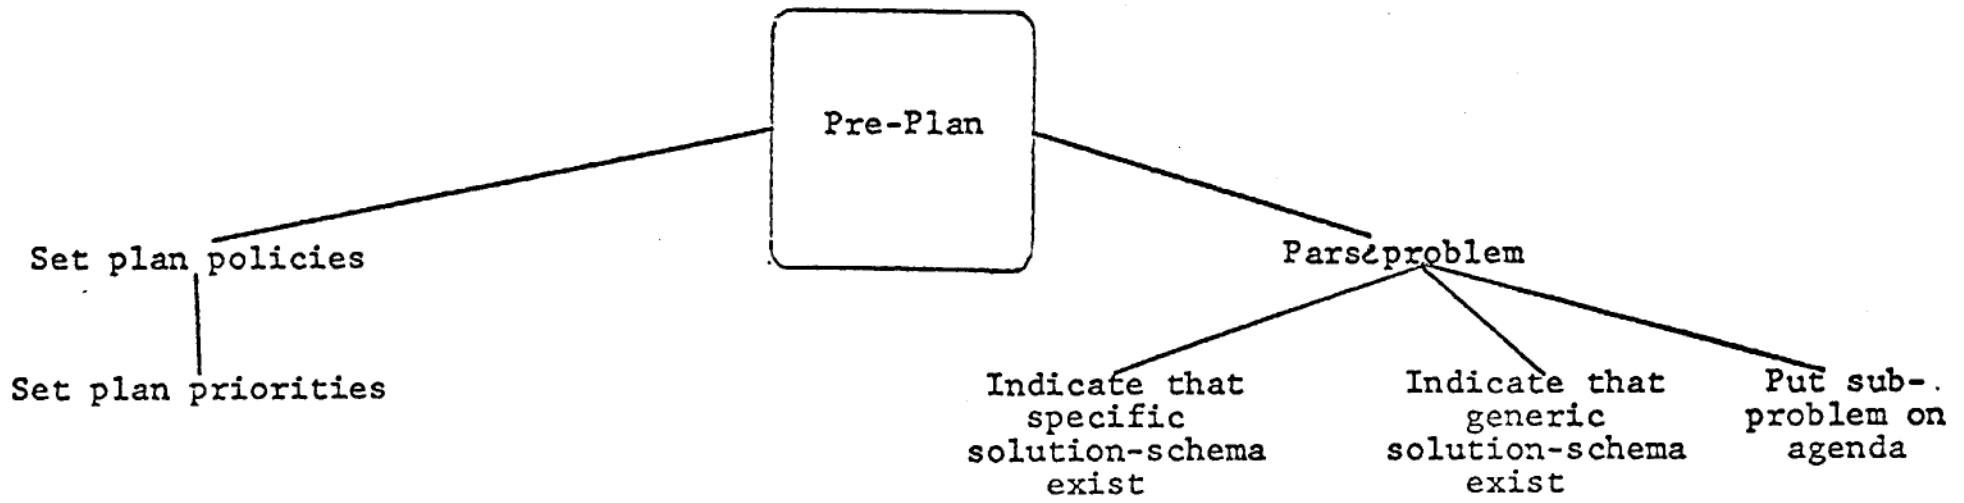 Pre-Plan
Set plan policies
Parse problem
Set plan priorities
Indicate that
specific
solution-schema
exist
Indicate that
generic
solution-schema
exist
Put sub-
problem on
agenda